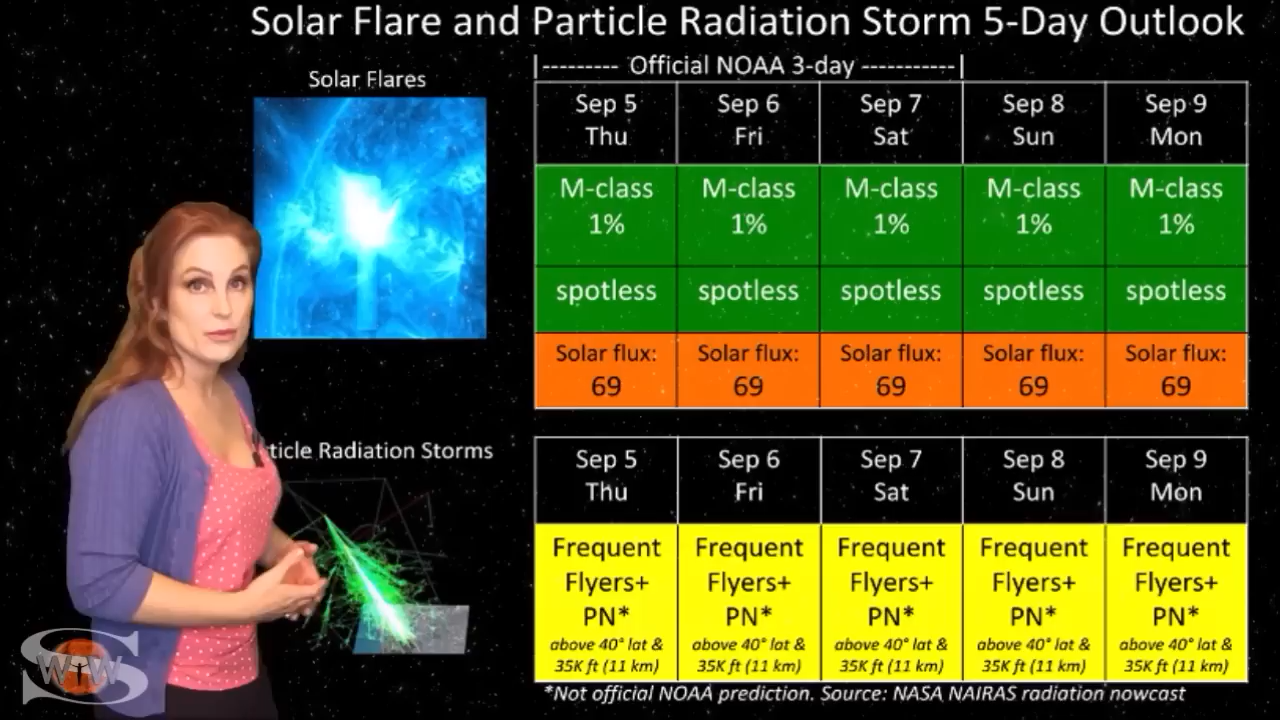 Solar Flare and Particle Radiation Storm 5-Day Outlook
|--------- Official NOAA 3-day -----------|
Solar Flares
Sep 5 Sep 6 Sep 7 Sep 8 Sep 9
Thu Fri Sat Sun Mon
M-class M-class M-class M-class M-class
1% 1% 1% 1% 1%
spotless spotless spotless spotless spotless
Solar flux: Solar flux: Solar flux: Solar flux: Solar flux:
69 69 69 69 69
ticle Radiation Storms
Sep 5 Sep 6 Sep 7 Sep 8 Sep 9
Thu Fri Sat Sun Mon
Frequent Frequent Frequent Frequent Frequent
Flyers+ Flyers+ Flyers+ Flyers+ Flyers+
PN* PN* PN* PN* PN*
above 40° lat & above 40° lat & above 40° lat & above 40° lat & above 40° lat &
35K ft (11 km) 35K ft (11 km) 35K ft (11 km) 35K ft (11 km) 35K ft (11 km)
*Not official NOAA prediction. Source: NASA NAIRAS radiation nowcast
S
WTW